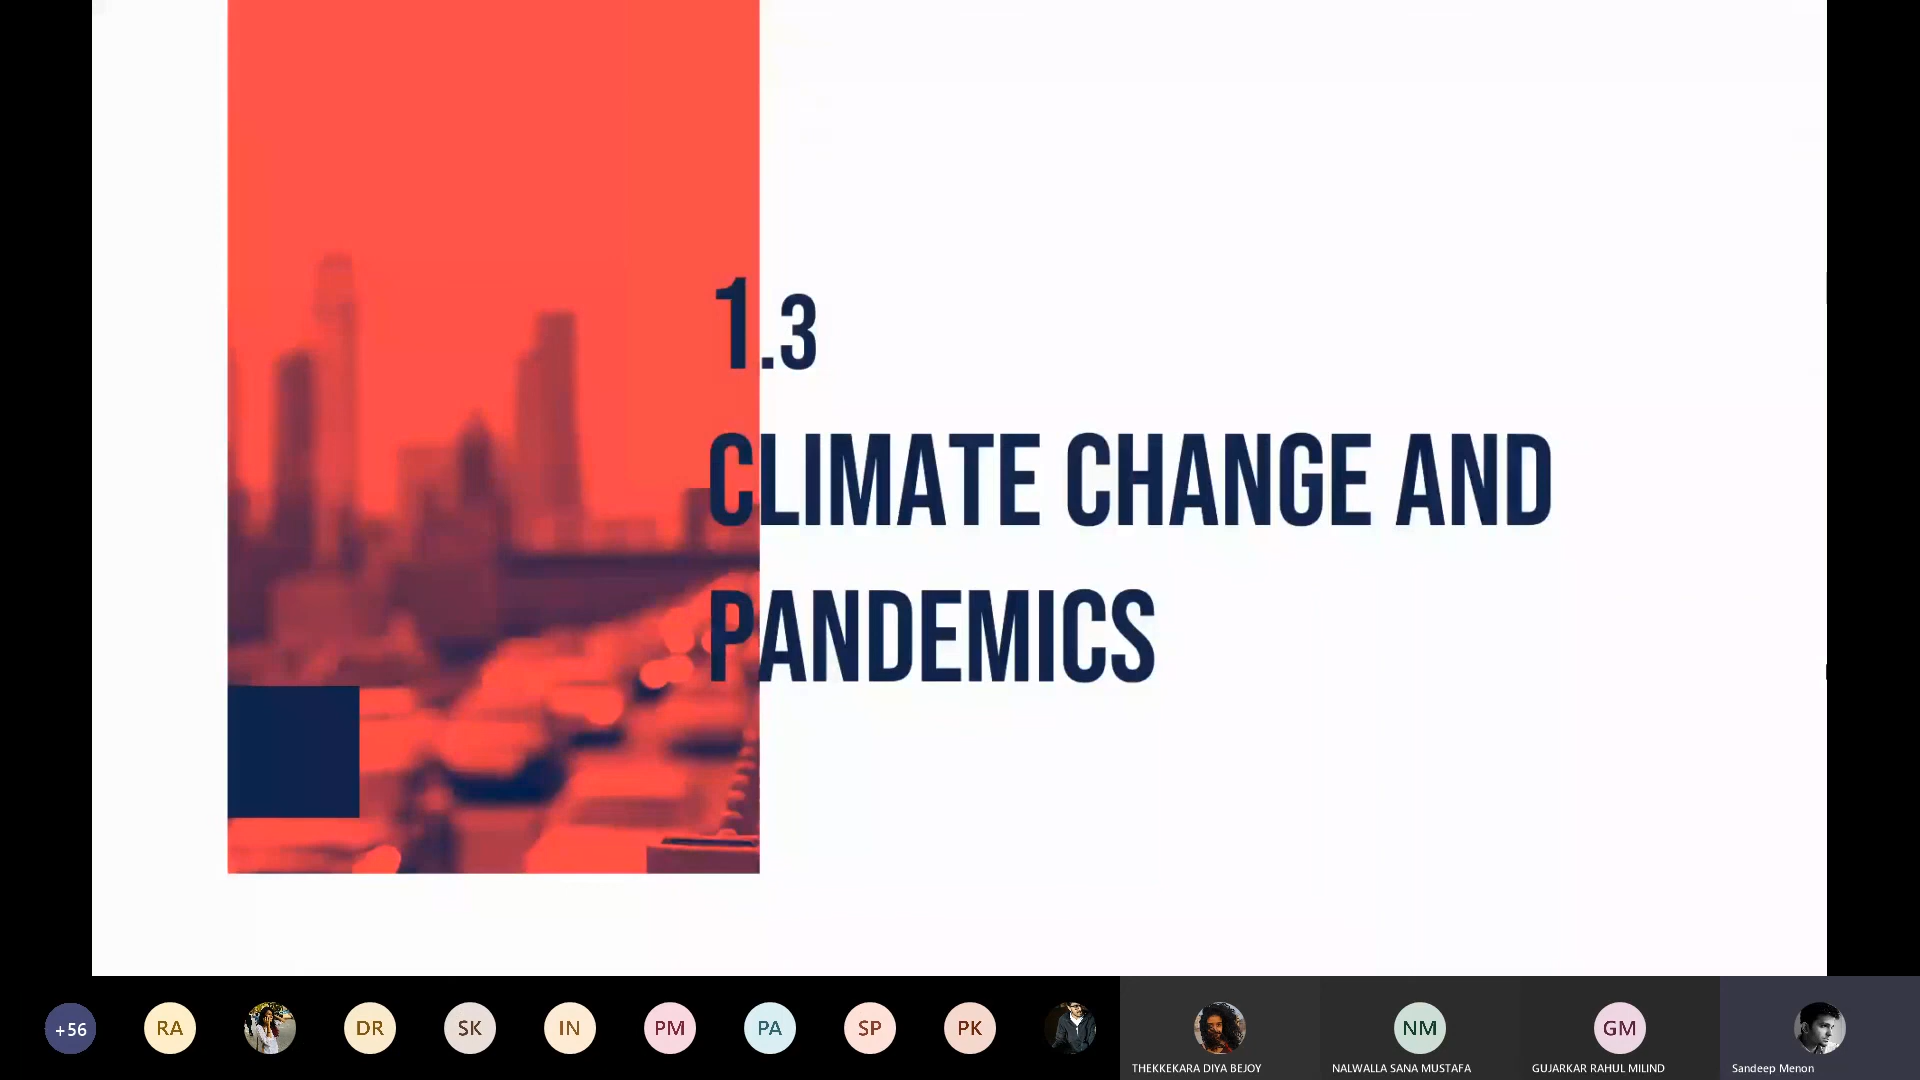 1.3
CLIMATE CHANGE AND
PANDEMICS
+56
RA
DR
SK
IN
PM
PA
SP
PK
NM
GM
THEKKEKARA DIYA BEJOY
NALWALLA SANA MUSTAFA
GUJARKAR RAHUL MILIND
Sandeep Menon